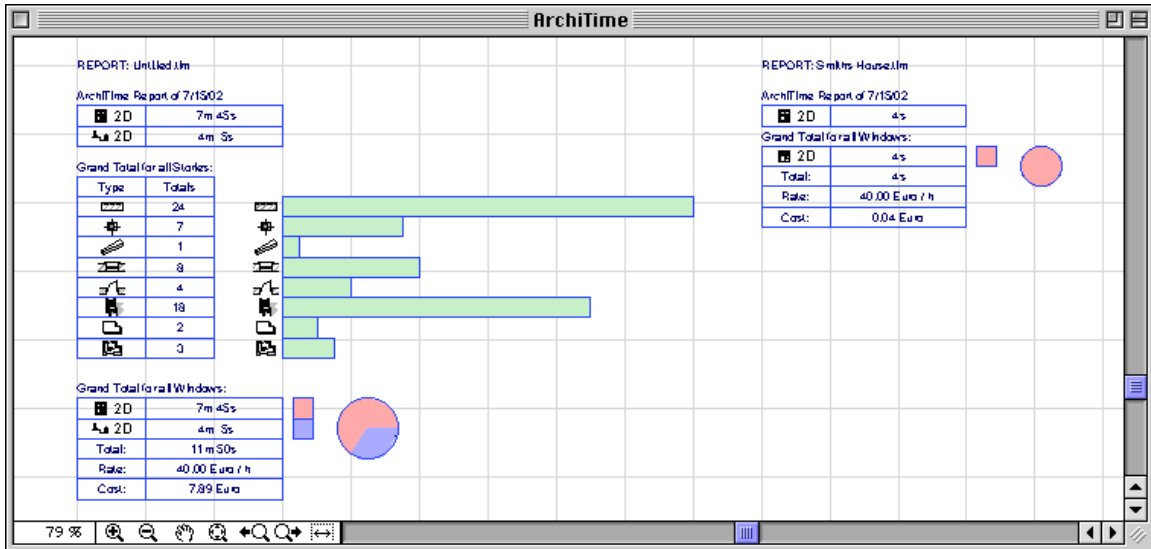 ArchiTime
REPORT: Untitled.tlm
ArchiTime Report of 7/15/02
2D 7m 45s
2D 4m 5s
Grand Total for all Stories:
Type Totals
24
7
1
8
4
18
2
3
Grand Total for all Windows:
2D 7m 45s
2D 4m 5s
Total: 11m 50s
Rate: 40.00 Euro / h
Cost: 7.89 Euro
REPORT: Smiths House.tlm
ArchiTime Report of 7/15/02
2D 4s
Grand Total for all Windows:
2D 4s
Total: 4s
Rate: 40.00 Euro / h
Cost: 0.04 Euro
79 %